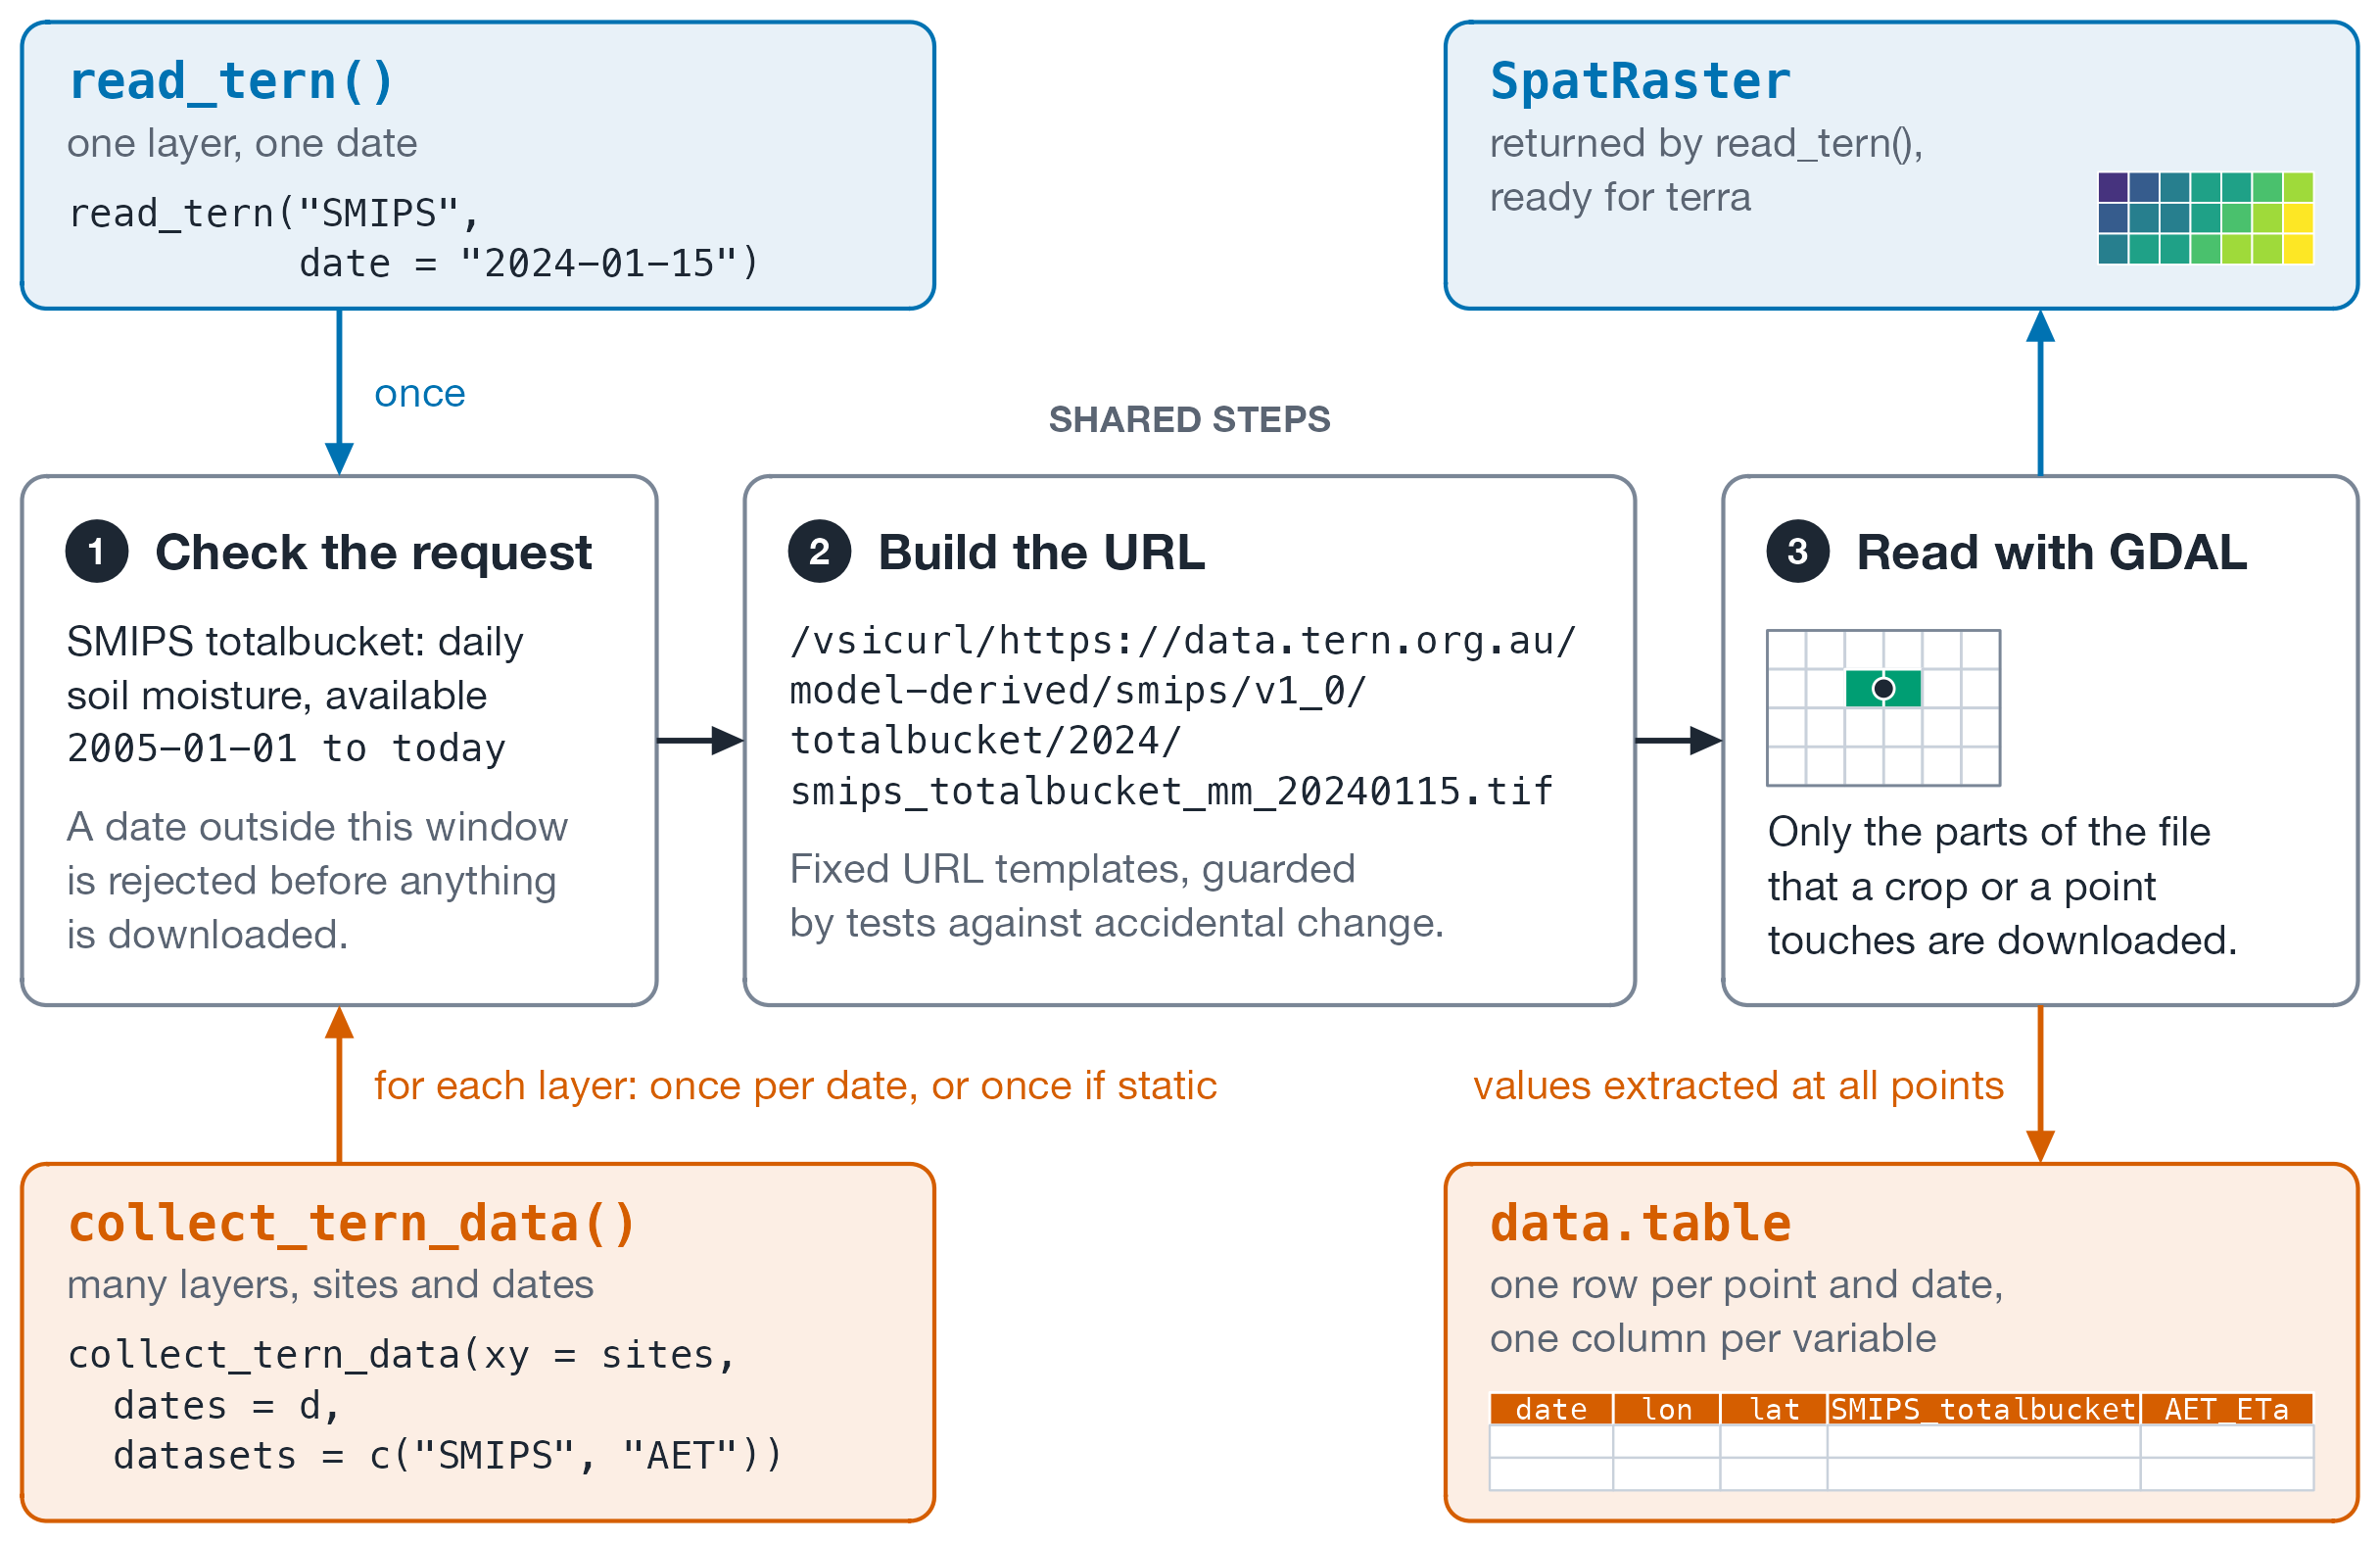 read_tern()
one layer, one date
read_tern("SMIPS",
date = "2024-01-15")
SpatRaster
returned by read_tern(),
ready for terra
once
SHARED STEPS
1 Check the request
SMIPS totalbucket: daily
soil moisture, available
2005-01-01 to today
A date outside this window
is rejected before anything
is downloaded.
2 Build the URL
/vsicurl/https://data.tern.org.au/
model-derived/smips/v1_0/
totalbucket/2024/
smips_totalbucket_mm_20240115.tif
Fixed URL templates, guarded
by tests against accidental change.
3 Read with GDAL
Only the parts of the file
that a crop or a point
touches are downloaded.
for each layer: once per date, or once if static
values extracted at all points
collect_tern_data()
many layers, sites and dates
collect_tern_data(xy = sites,
dates = d,
datasets = c("SMIPS", "AET"))
data.table
one row per point and date,
one column per variable
date lon lat SMIPS_totalbucket AET_ETa